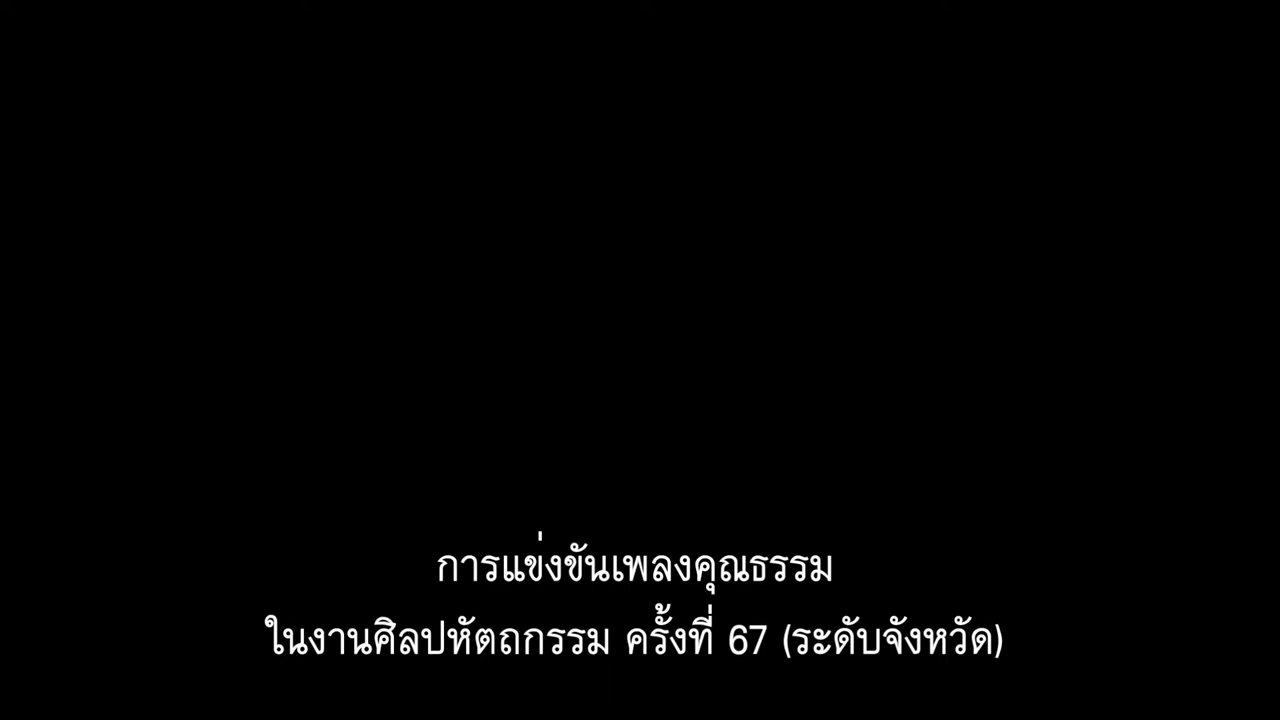 การแข่งขันเพลงคุณธรรม
ในงานศิลปหัตถกรรม ครั้งที่ 67 (ระดับจังหวัด)